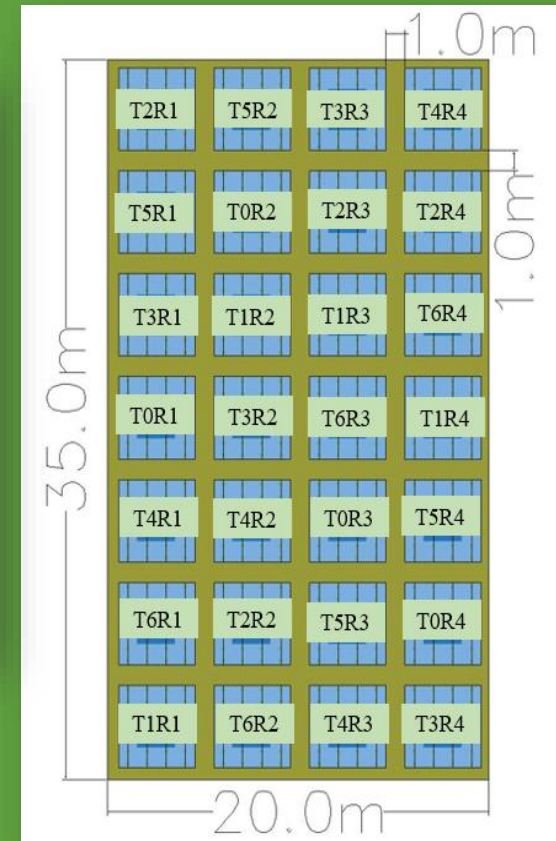 1.0m
T2R1 T5R2 T3R3 T4R4
1.0m
T5R1 T0R2 T2R3 T2R4
T3R1 T1R2 T1R3 T6R4
35.0m
T0R1 T3R2 T6R3 T1R4
T4R1 T4R2 T0R3 T5R4
T6R1 T2R2 T5R3 T0R4
T1R1 T6R2 T4R3 T3R4
20.0m